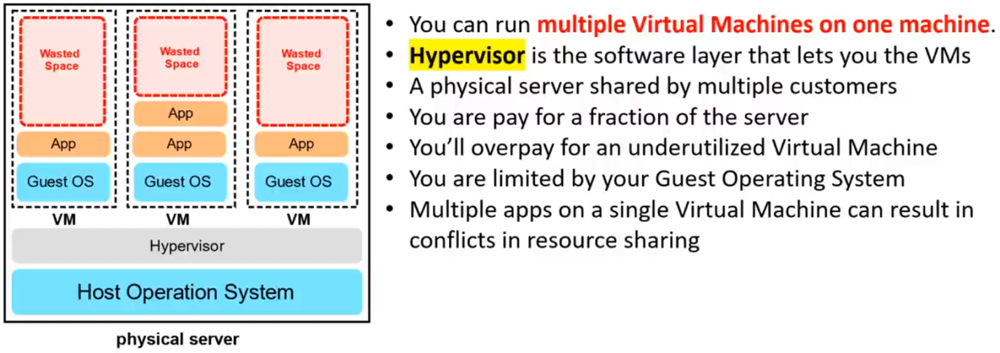 Wasted
Space
Wasted
Space
Wasted
Space
App
App
App
App
Guest OS
Guest OS
Guest OS
VM
VM
VM
Hypervisor
Host Operation System
physical server
• You can run multiple Virtual Machines on one machine.
• Hypervisor is the software layer that lets you the VMs
• A physical server shared by multiple customers
• You are pay for a fraction of the server
• You’ll overpay for an underutilized Virtual Machine
• You are limited by your Guest Operating System
• Multiple apps on a single Virtual Machine can result in
conflicts in resource sharing